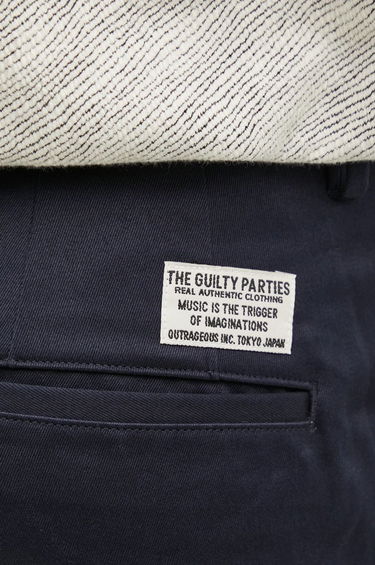 THE GUILTY PARTIES
REAL AUTHENTIC CLOTHING
MUSIC IS THE TRIGGER
OF IMAGINATIONS
OUTRAGEOUS INC. TOKYO JAPAN